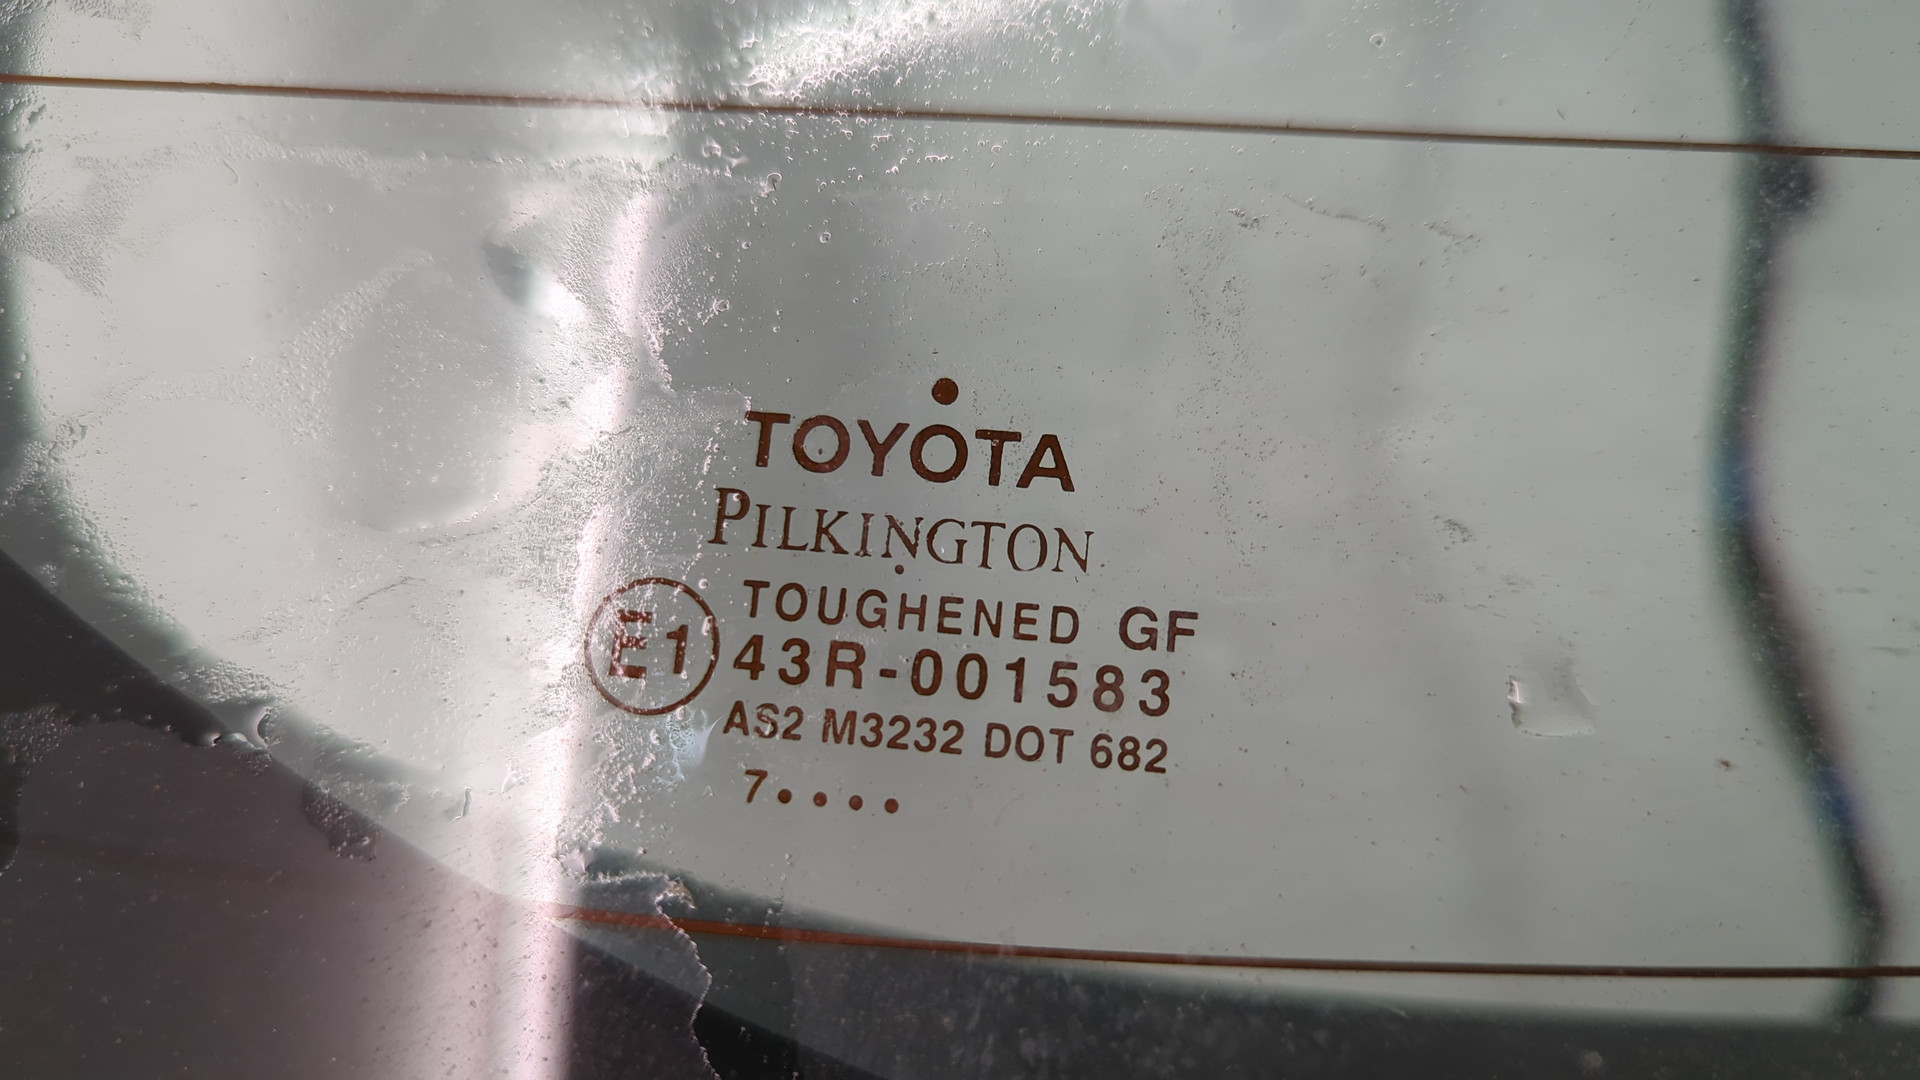 TOYOTA
PILKINGTON
TOUGHENED GF
E1 43R-001583
AS2 M3232 DOT 682
7....